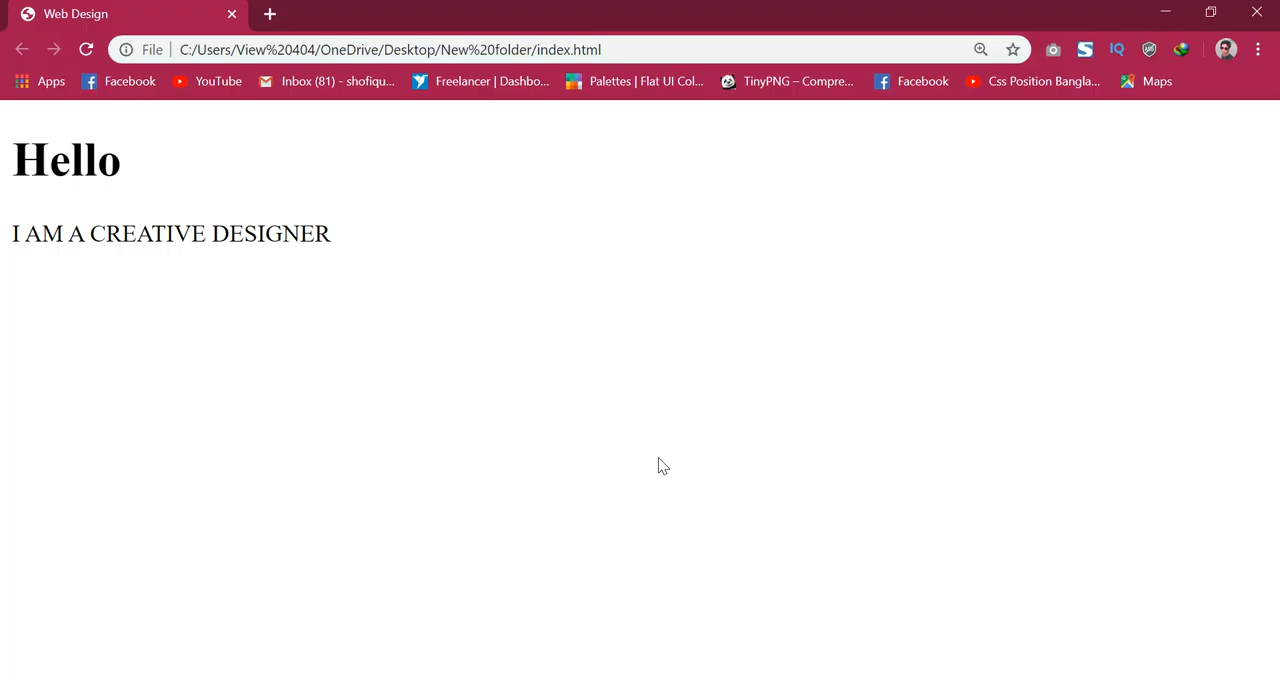 Web Design
File
C:/Users/View%20404/OneDrive/Desktop/New%20folder/index.html
IQ
Apps
Facebook
YouTube
Inbox (81) - shofiqu...
Freelancer | Dashbo...
Palettes | Flat UI Col...
TinyPNG – Compre...
Facebook
Css Position Bangla...
Maps
Hello
I AM A CREATIVE DESIGNER